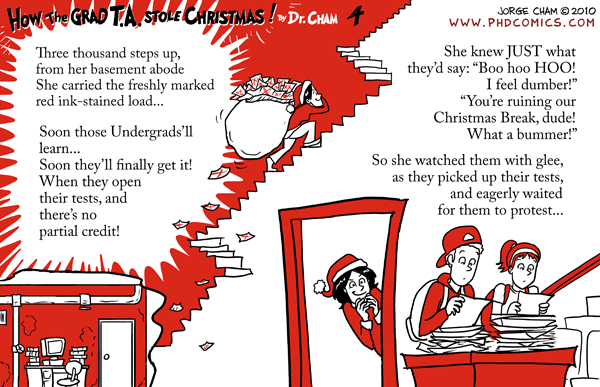 How The GRAD T.A. STOLE CHRISTMAS! By DR. CHAM 4
JORGE CHAM © 2010
WWW.PHDCOMICS.COM
Three thousand steps up,
from her basement abode
She carried the freshly marked
red ink-stained load...
Soon those Undergrads'll
learn...
Soon they'll finally get it!
When they open
their tests, and
there's no
partial credit!
She knew JUST what
they'd say: “Boo hoo HOO!
I feel dumber!”
“You're ruining our
Christmas Break, dude!
What a bummer!”
So she watched them with glee,
as they picked up their tests,
and eagerly waited
for them to protest...